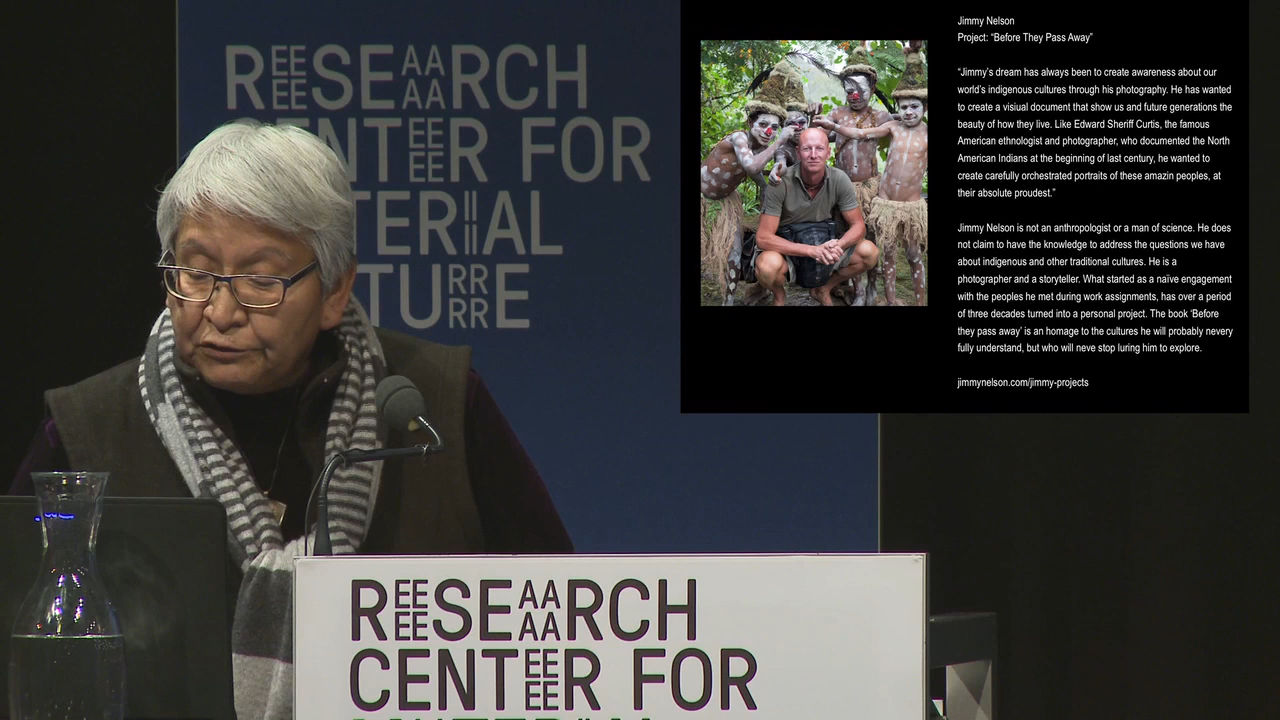 RESEARCH
NTER FOR
TERIAL
TURE
Jimmy Nelson
Project: “Before They Pass Away”
“Jimmy’s dream has always been to create awareness about our
world’s indigenous cultures through his photography. He has wanted
to create a visiual document that show us and future generations the
beauty of how they live. Like Edward Sheriff Curtis, the famous
American ethnologist and photographer, who documented the North
American Indians at the beginning of last century, he wanted to
create carefully orchestrated portraits of these amazin peoples, at
their absolute proudest.”
Jimmy Nelson is not an anthropologist or a man of science. He does
not claim to have the knowledge to address the questions we have
about indigenous and other traditional cultures. He is a
photographer and a storyteller. What started as a naïve engagement
with the peoples he met during work assignments, has over a period
of three decades turned into a personal project. The book ‘Before
they pass away’ is an homage to the cultures he will probably nevery
fully understand, but who will neve stop luring him to explore.
jimmynelson.com/jimmy-projects
RESEARCH
CENTER FOR